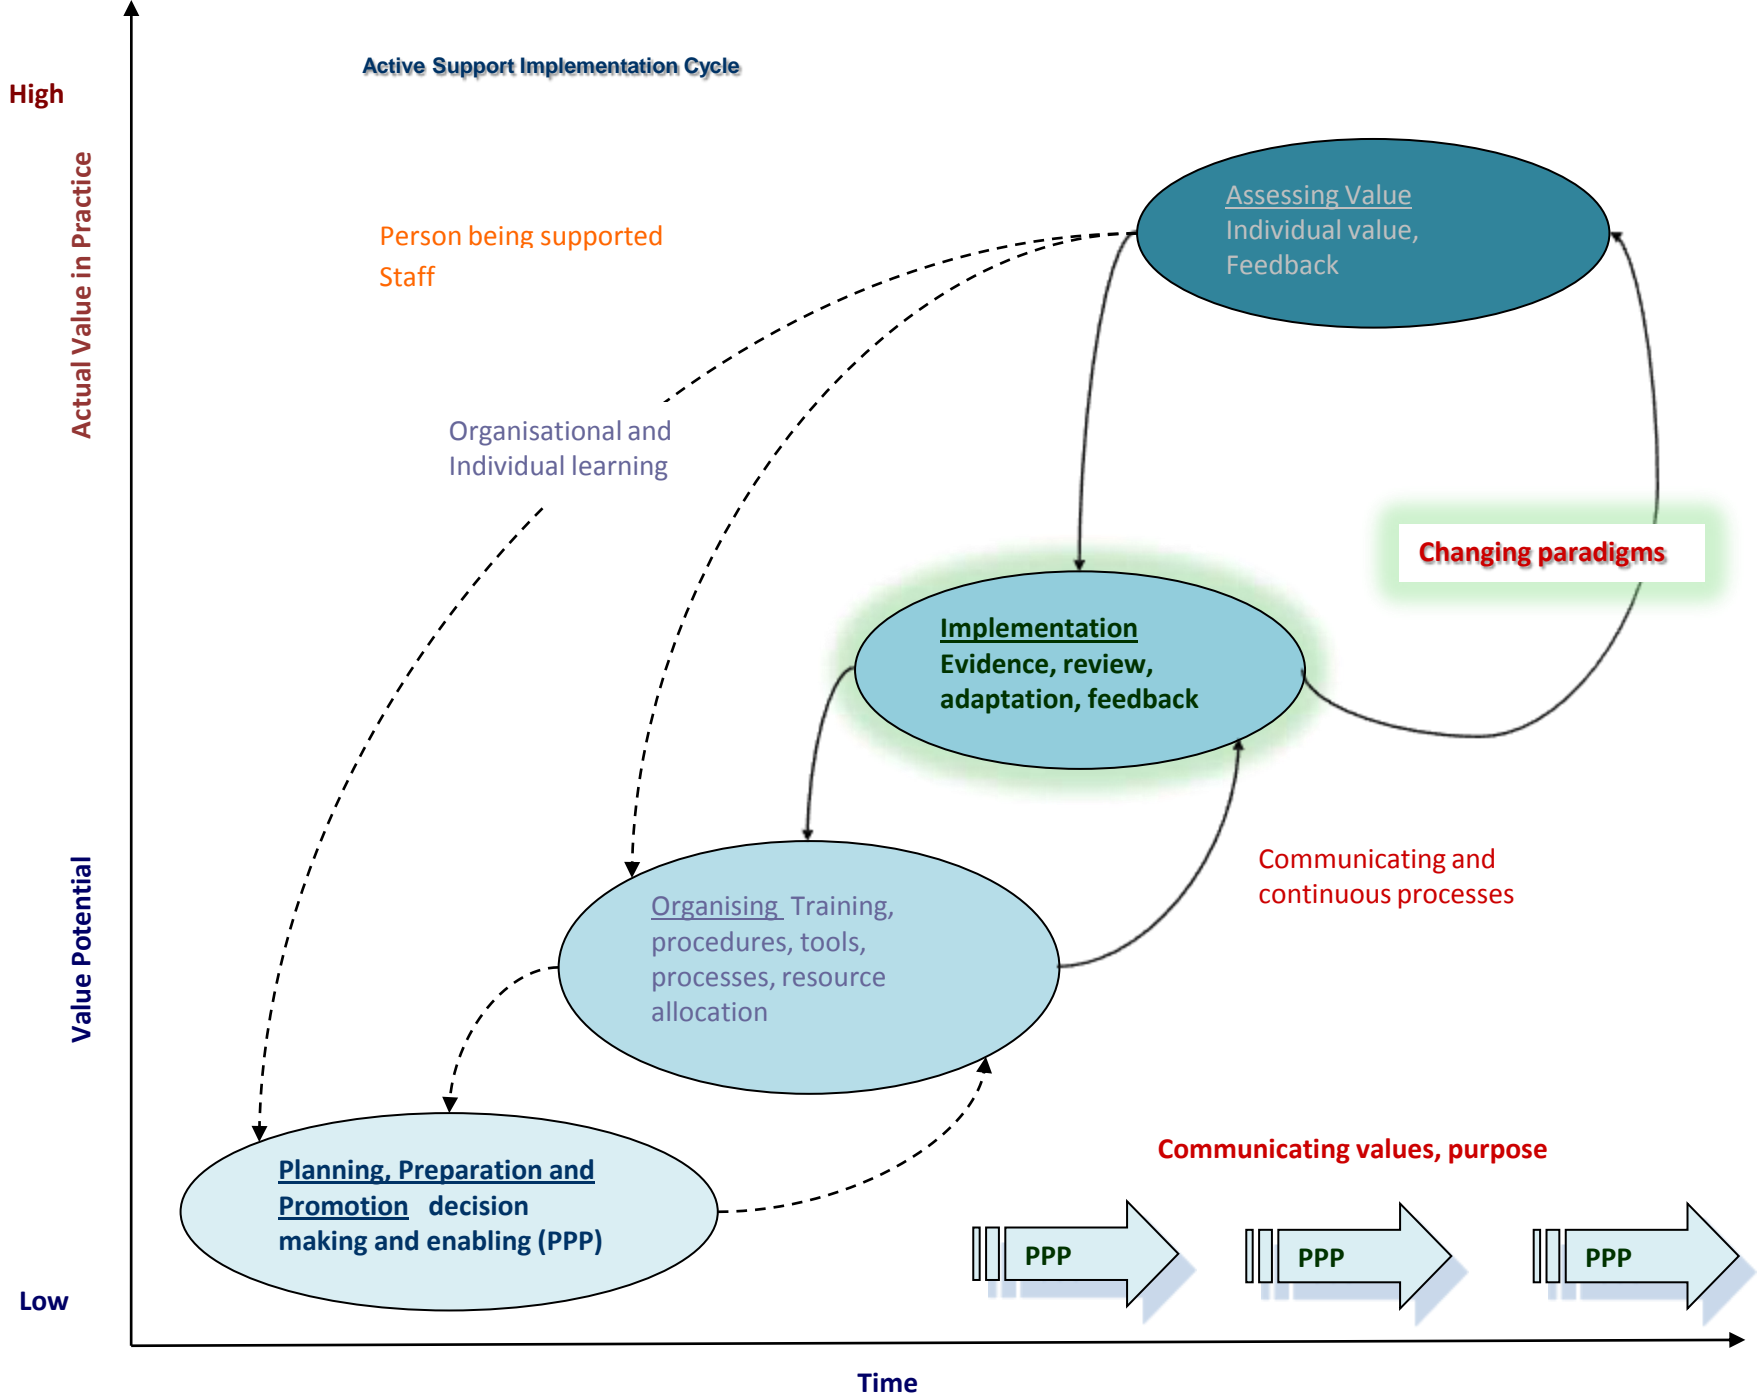 Active Support Implementation Cycle
High
Actual Value in Practice
Assessing Value
Individual value,
Feedback
Person being supported
Staff
Organisational and
Individual learning
Changing paradigms
Implementation
Evidence, review,
adaptation, feedback
Communicating and
continuous processes
Value Potential
Organising Training,
procedures, tools,
processes, resource
allocation
Communicating values, purpose
Planning, Preparation and
Promotion decision
making and enabling (PPP)
PPP
PPP
PPP
Low
Time